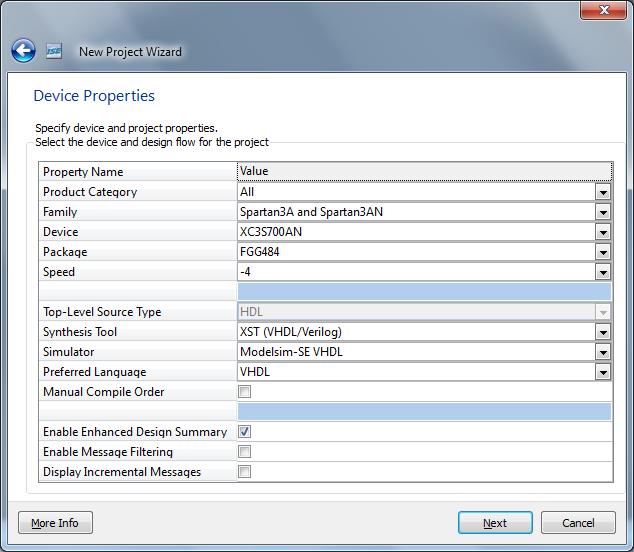 ISE New Project Wizard
Device Properties
Specify device and project properties.
Select the device and design flow for the project
Property Name Value
Product Category All
Family Spartan3A and Spartan3AN
Device XC3S700AN
Package FGG484
Speed -4
Top-Level Source Type HDL
Synthesis Tool XST (VHDL/Verilog)
Simulator Modelsim-SE VHDL
Preferred Language VHDL
Manual Compile Order
Enable Enhanced Design Summary
Enable Message Filtering
Display Incremental Messages
More Info Next Cancel